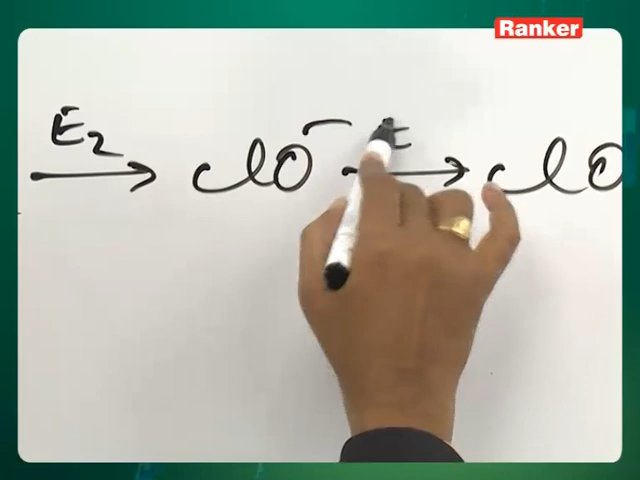 Ranker
E₂ → ClO⁻ → ClO